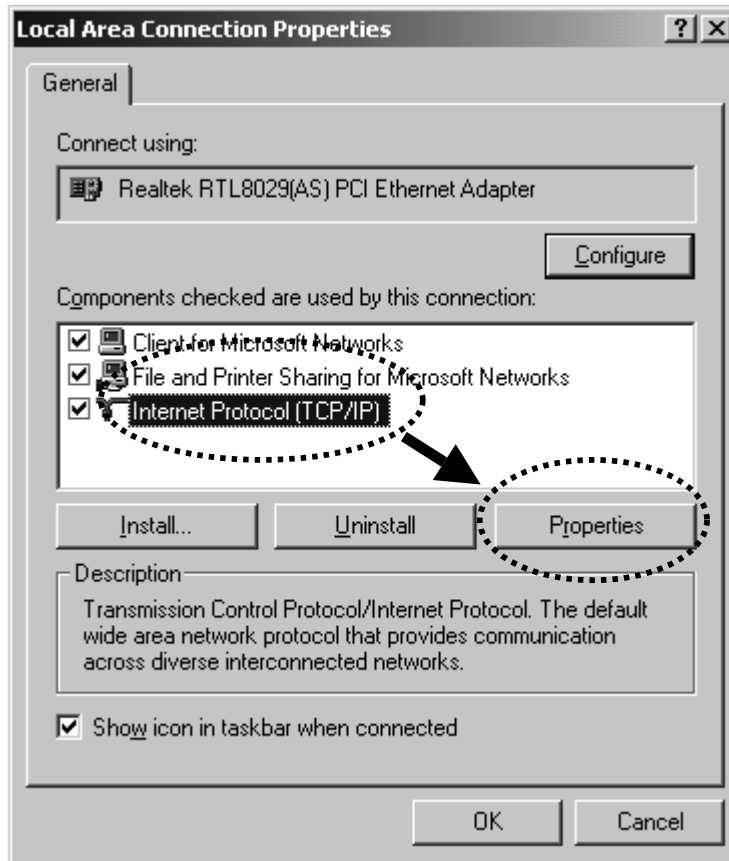 Local Area Connection Properties
General
Connect using:
Realtek RTL8029(AS) PCI Ethernet Adapter
Configure
Components checked are used by this connection:
Client for Microsoft Networks
File and Printer Sharing for Microsoft Networks
Internet Protocol (TCP/IP)
Install... Uninstall Properties
Description
Transmission Control Protocol/Internet Protocol. The default
wide area network protocol that provides communication
across diverse interconnected networks.
Show icon in taskbar when connected
OK Cancel